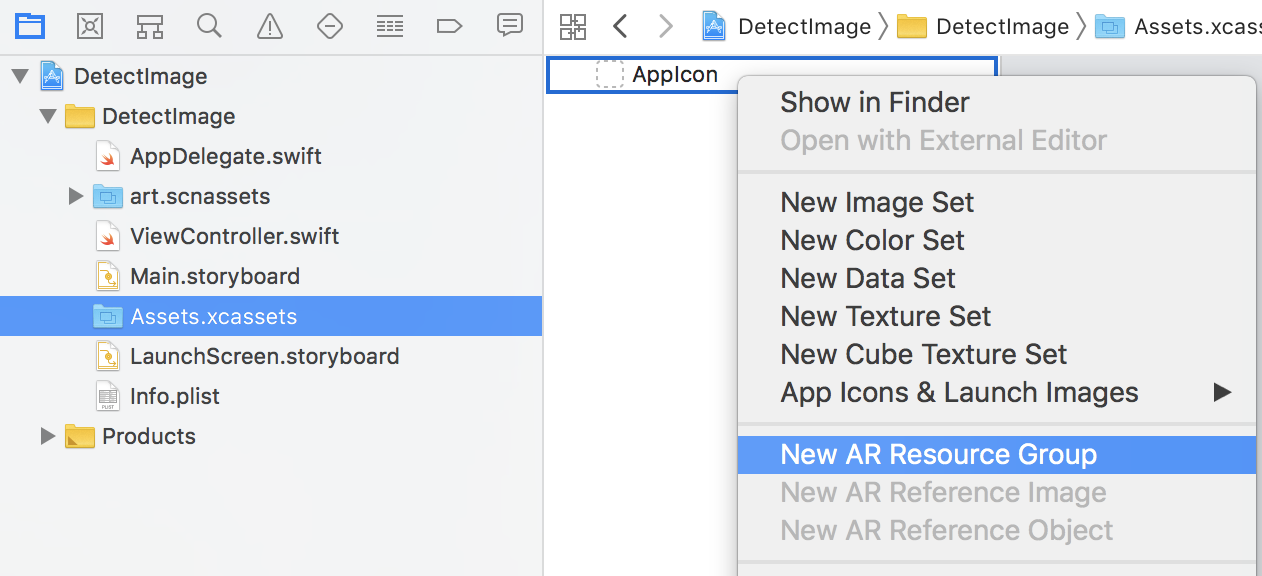 DetectImage
DetectImage
AppDelegate.swift
art.scnassets
ViewController.swift
Main.storyboard
Assets.xcassets
LaunchScreen.storyboard
PLIST
Info.plist
Products
DetectImage
DetectImage
Assets.xcass
AppIcon
Show in Finder
Open with External Editor
New Image Set
New Color Set
New Data Set
New Texture Set
New Cube Texture Set
App Icons & Launch Images
New AR Resource Group
New AR Reference Image
New AR Reference Object